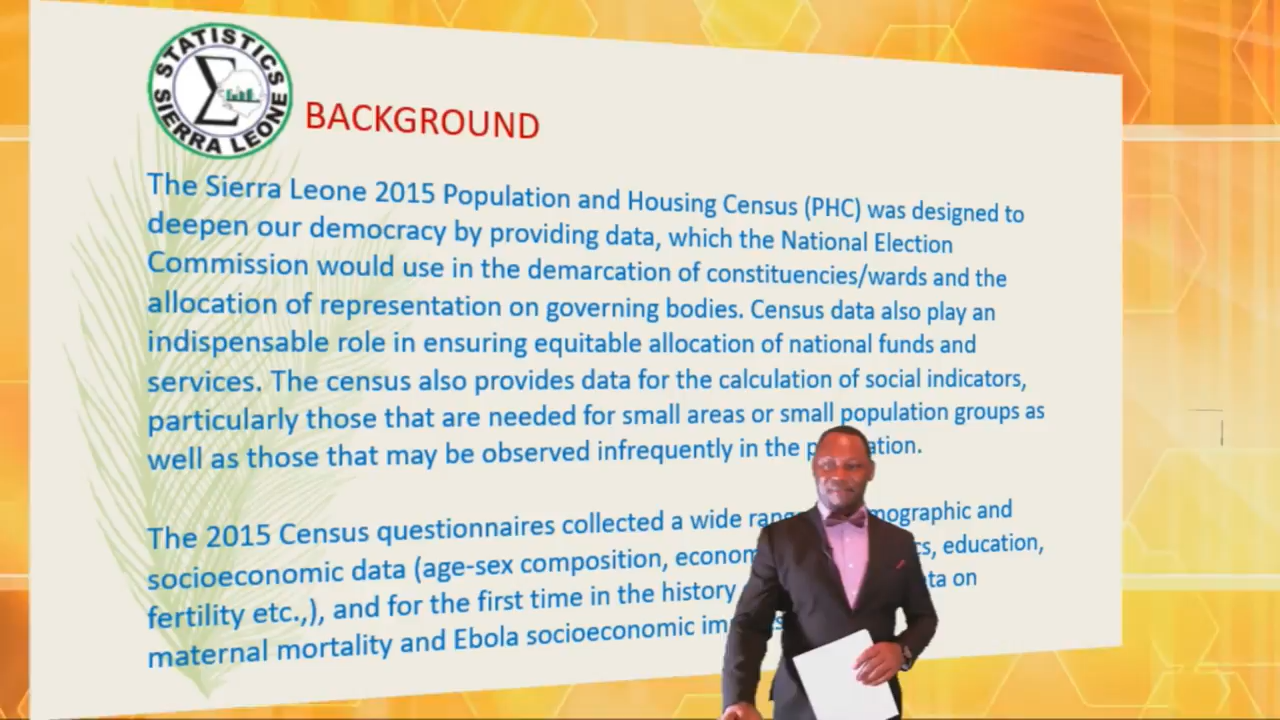 STATISTICS
SIERRA LEONE
BACKGROUND
The Sierra Leone 2015 Population and Housing Census (PHC) was designed to
deepen our democracy by providing data, which the National Election
Commission would use in the demarcation of constituencies/wards and the
allocation of representation on governing bodies. Census data also play an
indispensable role in ensuring equitable allocation of national funds and
services. The census also provides data for the calculation of social indicators,
particularly those that are needed for small areas or small population groups as
well as those that may be observed infrequently in the
The 2015 Census questionnaires collected a wide and
socioeconomic data (age-sex composition, education,
fertility etc.,), and for the first time in the history on
maternal mortality and Ebola socioeconomic